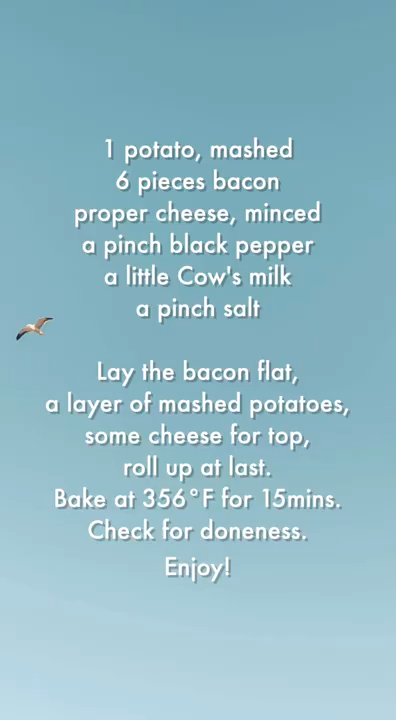 1 potato, mashed
6 pieces bacon
proper cheese, minced
a pinch black pepper
a little Cow's milk
a pinch salt
Lay the bacon flat,
a layer of mashed potatoes,
some cheese for top,
roll up at last.
Bake at 356°F for 15mins.
Check for doneness.
Enjoy!